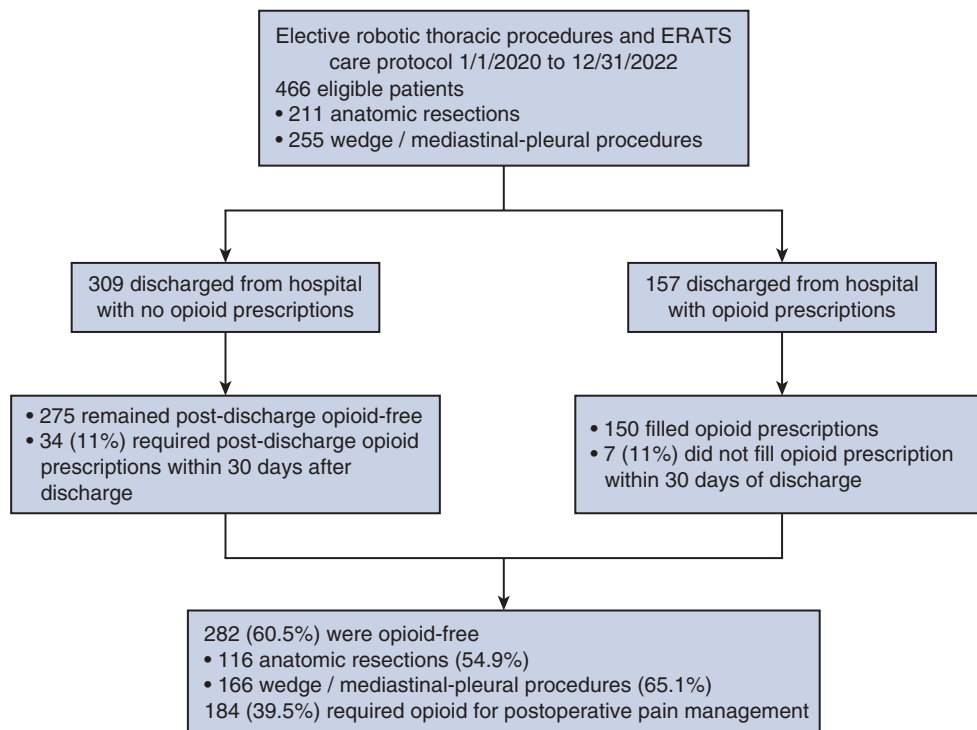 Elective robotic thoracic procedures and ERATS
care protocol 1/1/2020 to 12/31/2022
466 eligible patients
• 211 anatomic resections
• 255 wedge / mediastinal-pleural procedures
309 discharged from hospital
with no opioid prescriptions
157 discharged from hospital
with opioid prescriptions
• 275 remained post-discharge opioid-free
• 34 (11%) required post-discharge opioid
prescriptions within 30 days after
discharge
• 150 filled opioid prescriptions
• 7 (11%) did not fill opioid prescription
within 30 days of discharge
282 (60.5%) were opioid-free
• 116 anatomic resections (54.9%)
• 166 wedge / mediastinal-pleural procedures (65.1%)
184 (39.5%) required opioid for postoperative pain management